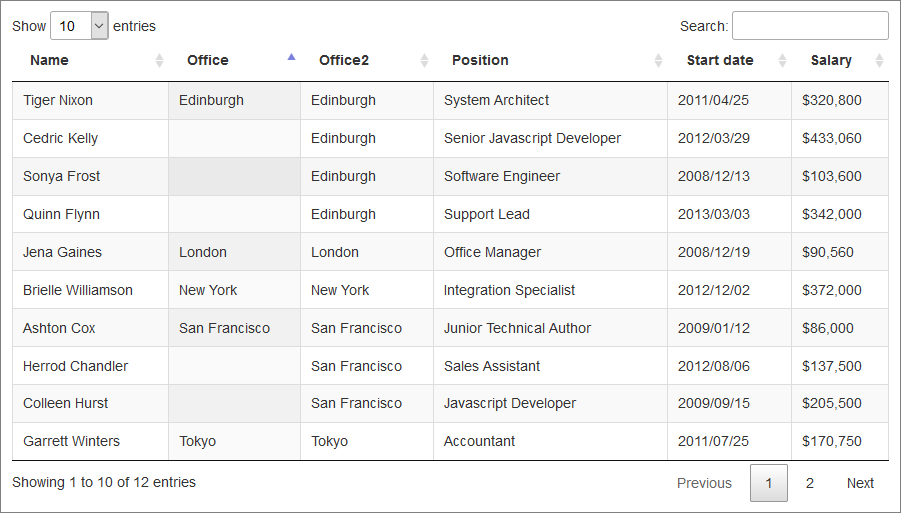 Show 10 entries Search:
Name Office Office2 Position Start date Salary
Tiger Nixon Edinburgh Edinburgh System Architect 2011/04/25 $320,800
Cedric Kelly Edinburgh Senior Javascript Developer 2012/03/29 $433,060
Sonya Frost Edinburgh Software Engineer 2008/12/13 $103,600
Quinn Flynn Edinburgh Support Lead 2013/03/03 $342,000
Jena Gaines London London Office Manager 2008/12/19 $90,560
Brielle Williamson New York New York Integration Specialist 2012/12/02 $372,000
Ashton Cox San Francisco San Francisco Junior Technical Author 2009/01/12 $86,000
Herrod Chandler San Francisco Sales Assistant 2012/08/06 $137,500
Colleen Hurst San Francisco Javascript Developer 2009/09/15 $205,500
Garrett Winters Tokyo Tokyo Accountant 2011/07/25 $170,750
Showing 1 to 10 of 12 entries Previous 1 2 Next